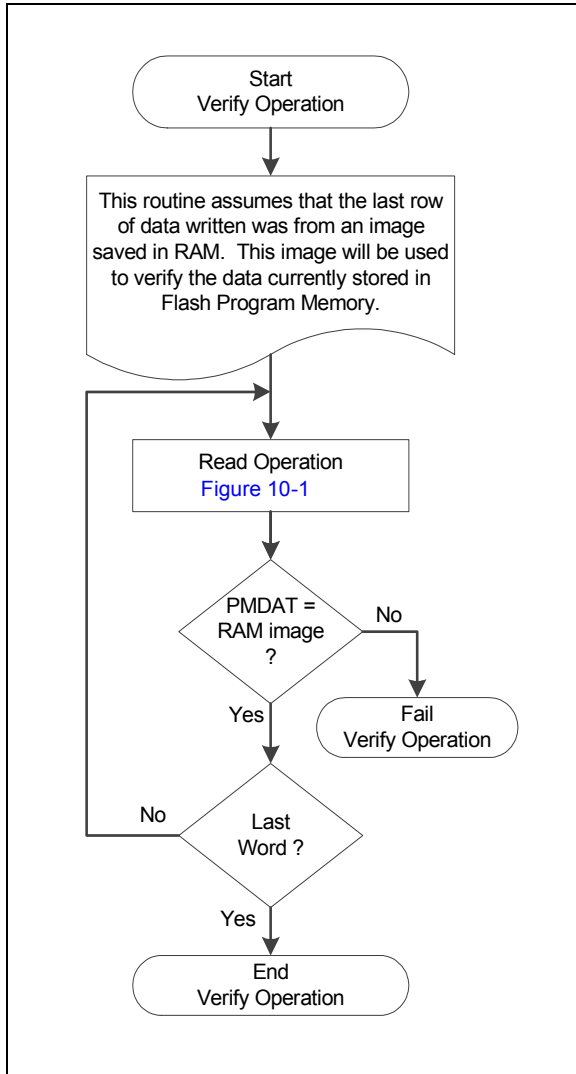 Start
Verify Operation
This routine assumes that the last row
of data written was from an image
saved in RAM. This image will be used
to verify the data currently stored in
Flash Program Memory.
Read Operation
Figure 10-1
PMDAT =
RAM image
?
No
Yes
Fail
Verify Operation
No
Last
Word ?
Yes
End
Verify Operation